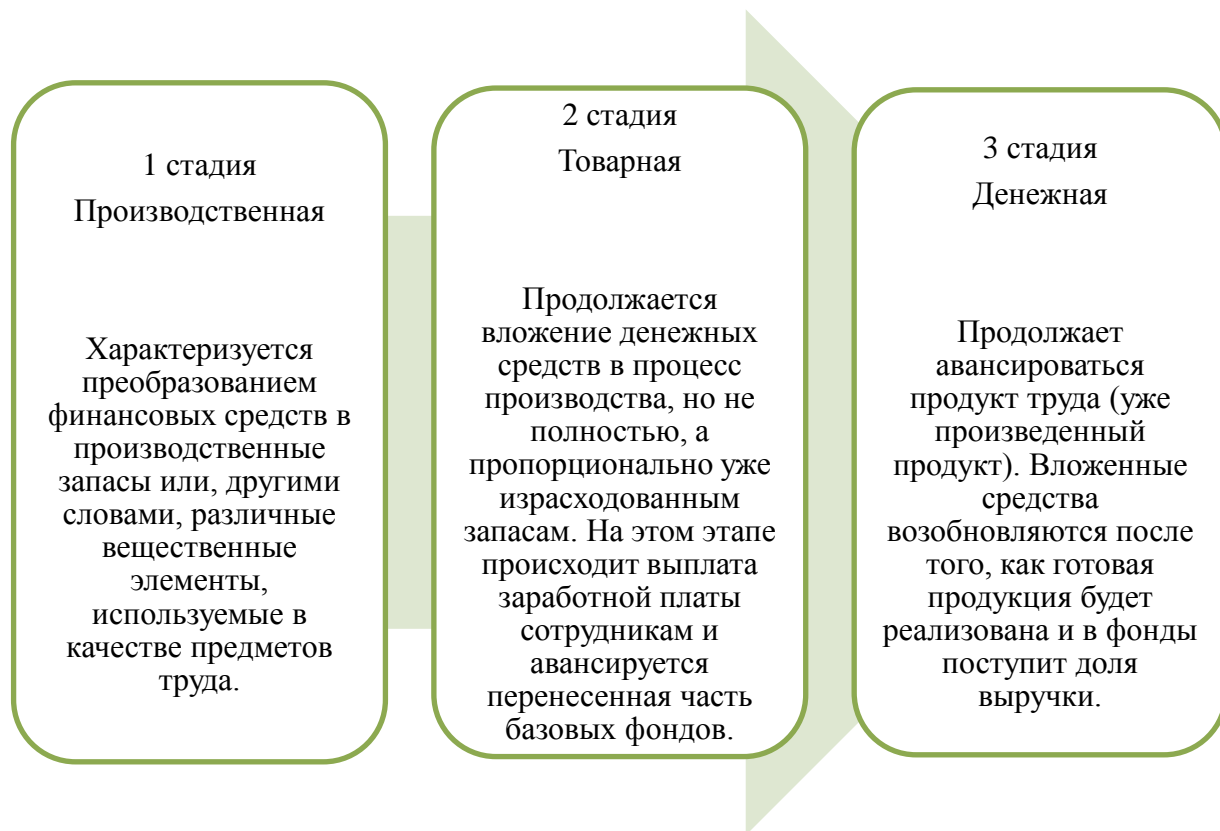 1 стадия
Производственная
Характеризуется
преобразованием
финансовых средств в
производственные
запасы или, другими
словами, различные
вещественные
элементы,
используемые в
качестве предметов
труда.
2 стадия
Товарная
Продолжается
вложение денежных
средств в процесс
производства, но не
полностью, а
пропорционально уже
израсходованным
запасам. На этом этапе
происходит выплата
заработной платы
сотрудникам и
авансируется
перенесенная часть
базовых фондов.
3 стадия
Денежная
Продолжает
авансироваться
продукт труда (уже
произведенный
продукт). Вложенные
средства
возобновляются после
того, как готовая
продукция будет
реализована и в фонды
поступит доля
выручки.